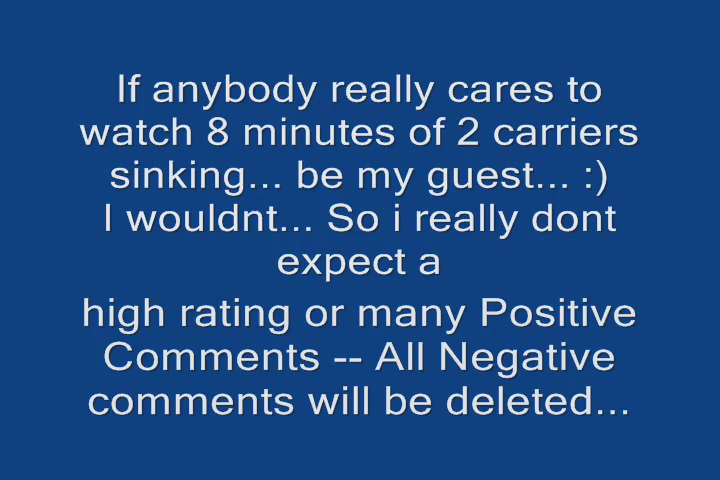 If anybody really cares to
watch 8 minutes of 2 carriers
sinking... be my guest... :)
I wouldnt... So i really dont
expect a
high rating or many Positive
Comments -- All Negative
comments will be deleted...